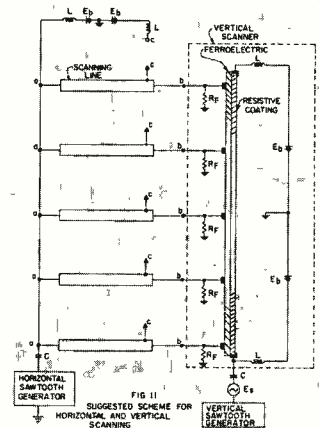 L Eb Eb
L
c
VERTICAL
SCANNER
FERROELECTRIC
SCANNING
LINE
L
a c b
RF
RESISTIVE
COATING
a c b
RF
Eb
a c b
RF
a c b
RF
Eb
a c b
RF
L
C
C
HORIZONTAL
SAWTOOTH
GENERATOR
Es
FIG 11
SUGGESTED SCHEME FOR
HORIZONTAL AND VERTICAL
SCANNING
VERTICAL
SAWTOOTH
GENERATOR